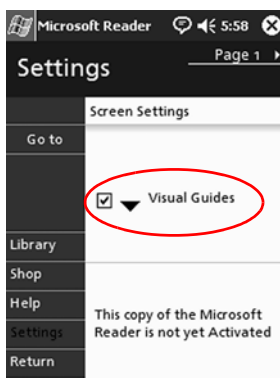 Microsoft Reader 5:58
Settings
Page 1
Screen Settings
Go to
Visual Guides
Library
Shop
Help
Settings
Return
This copy of the Microsoft
Reader is not yet Activated